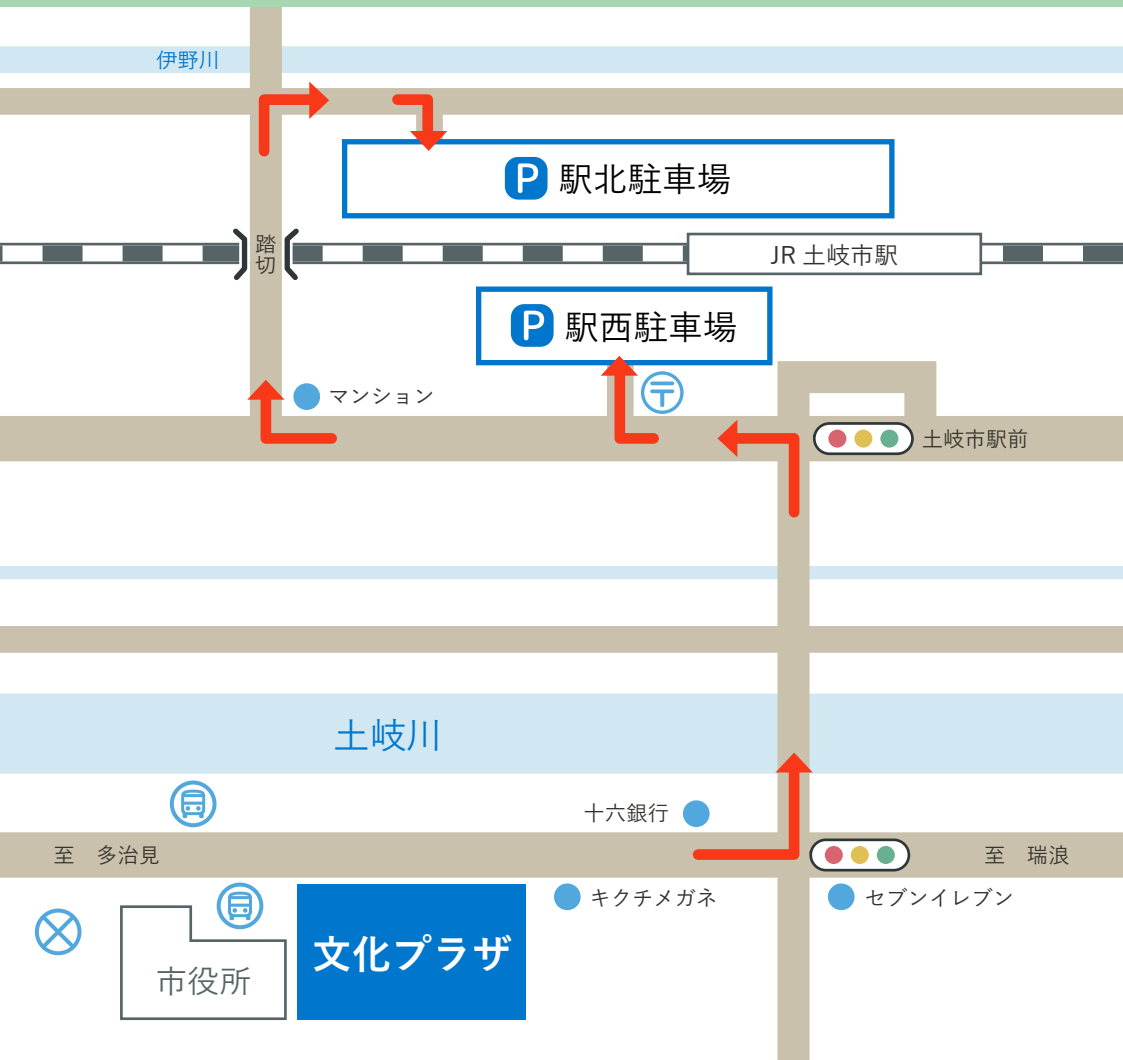 伊野川
P 駅北駐車場
踏切
JR 土岐市駅
P 駅西駐車場
マンション
〒
土岐市駅前
土岐川
十六銀行
至　多治見
至　瑞浪
キクチメガネ
セブンイレブン
文化プラザ
市役所